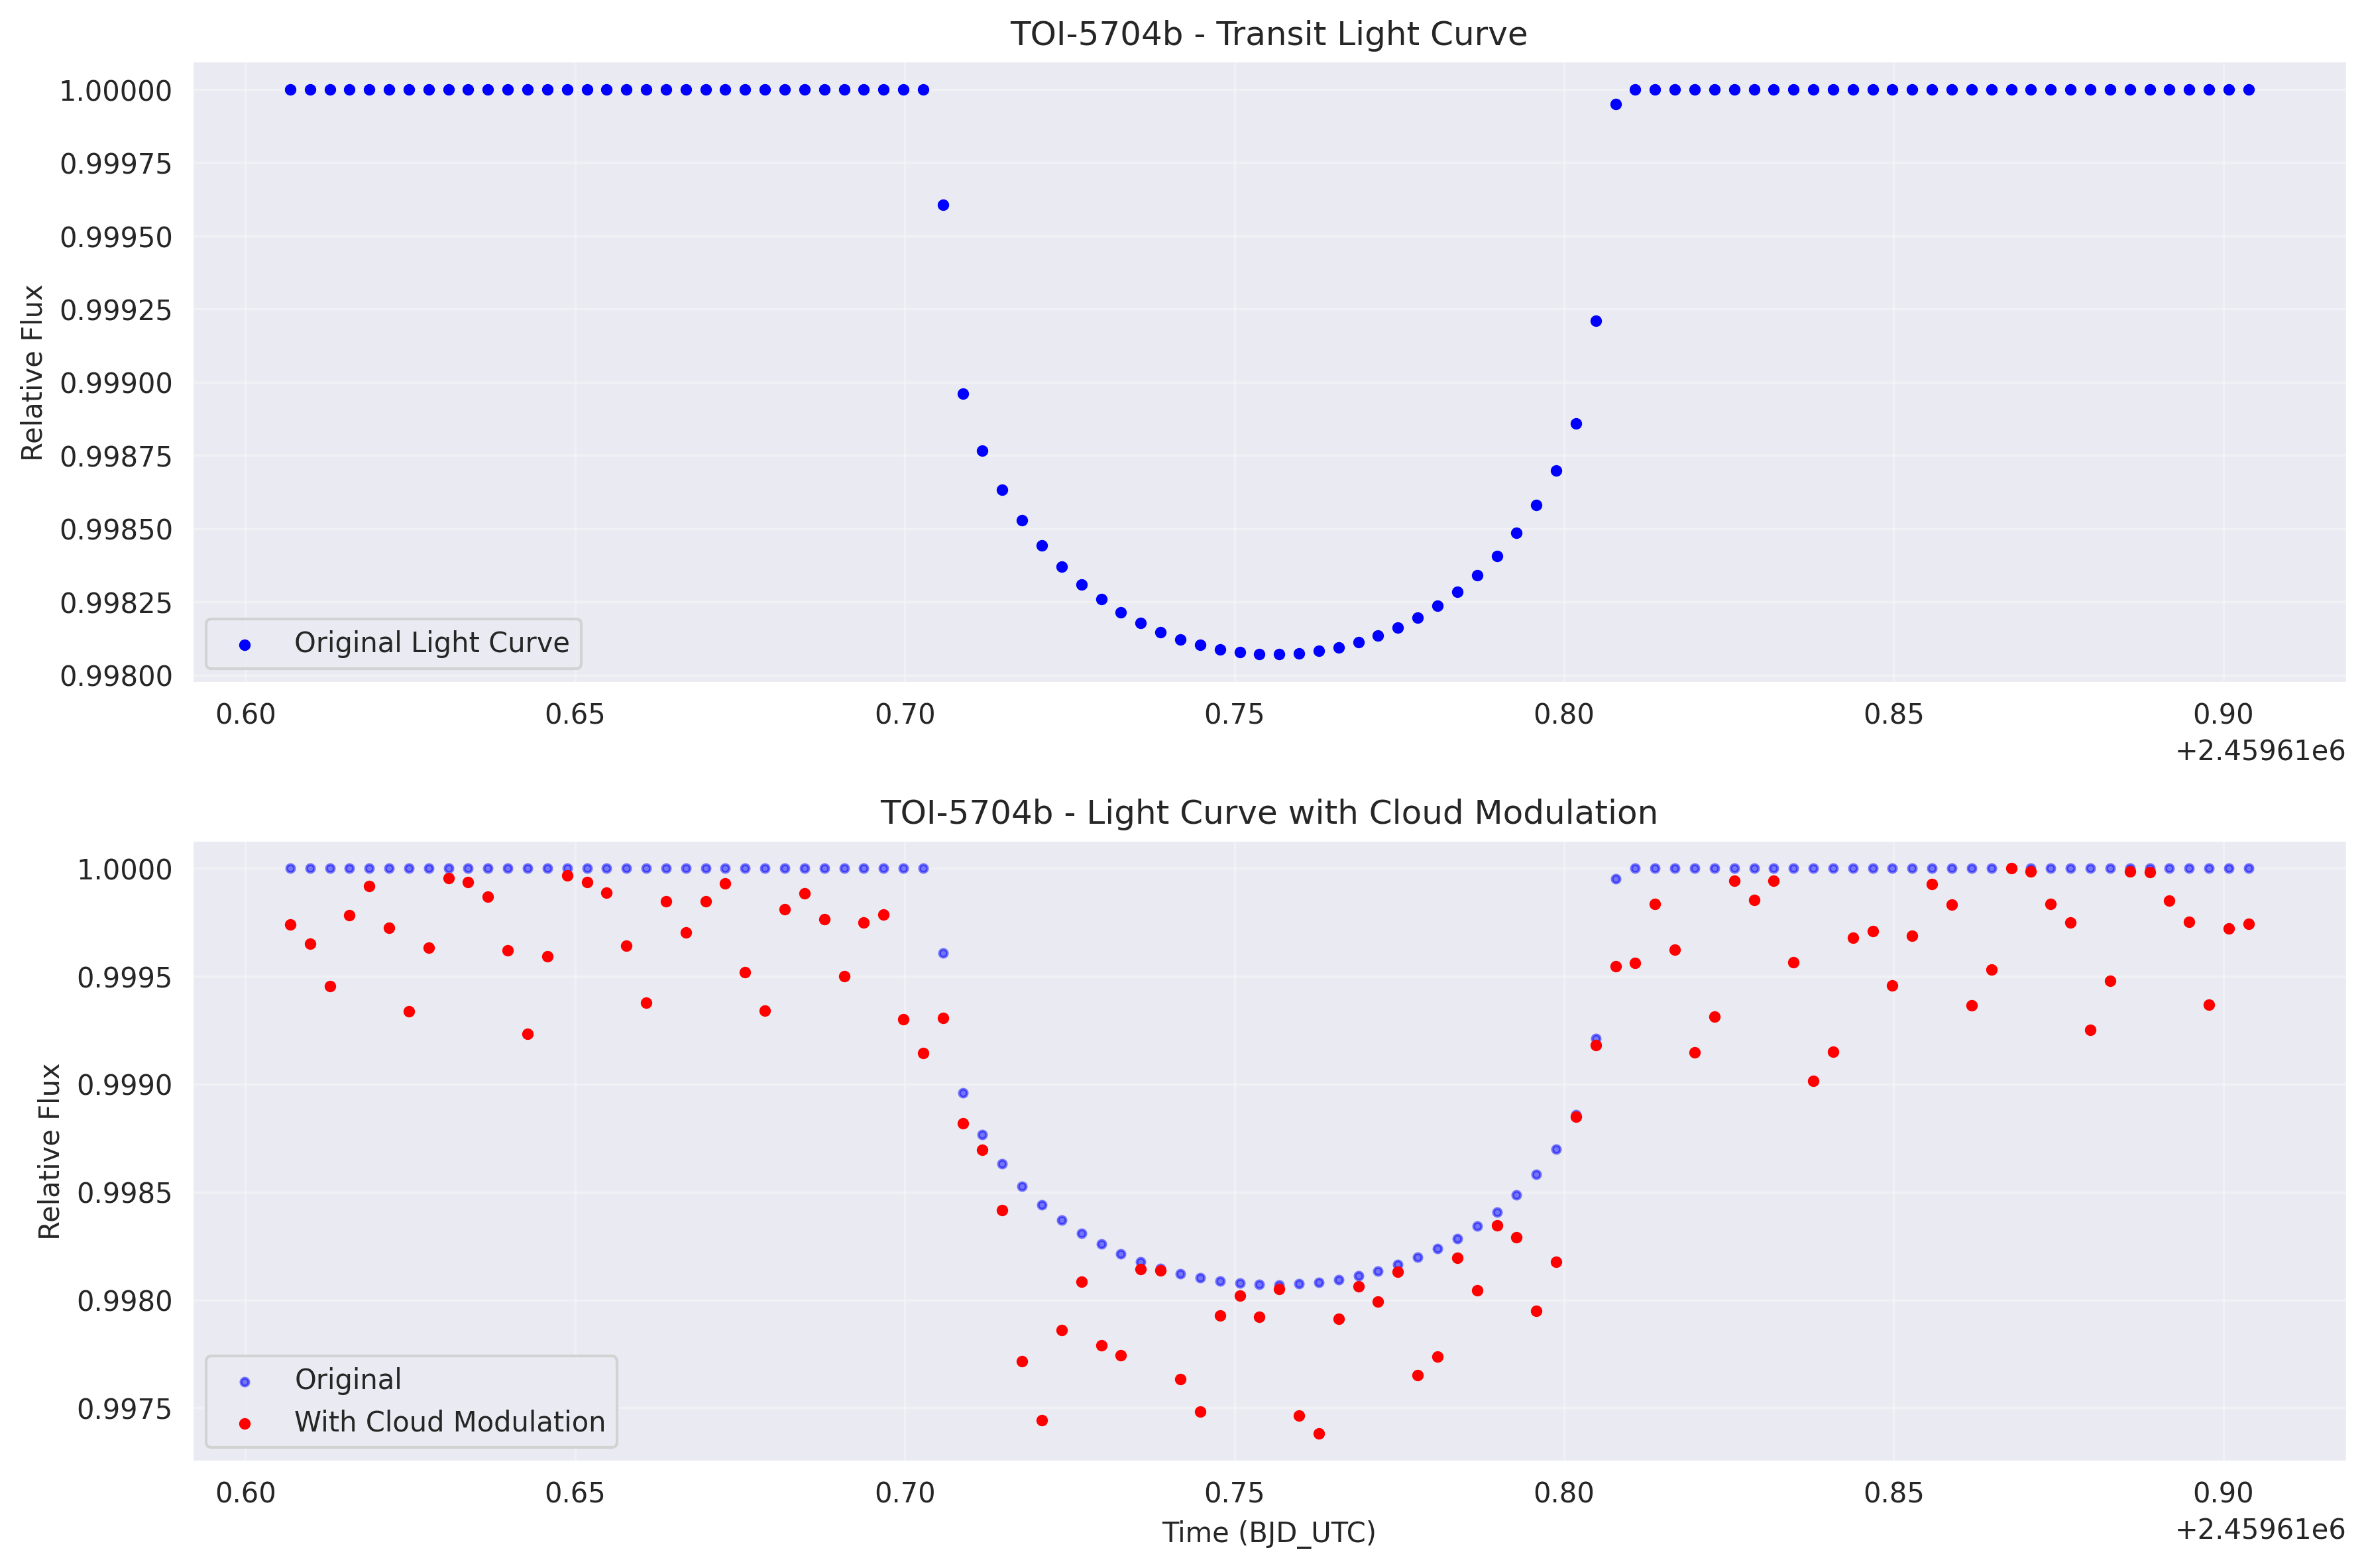 TOI-5704b - Transit Light Curve
Relative Flux
1.00000
0.99975
0.99950
0.99925
0.99900
0.99875
0.99850
0.99825
0.99800
Original Light Curve
0.60 0.65 0.70 0.75 0.80 0.85 0.90
+2.45961e6
TOI-5704b - Light Curve with Cloud Modulation
Relative Flux
1.0000
0.9995
0.9990
0.9985
0.9980
0.9975
Original
With Cloud Modulation
0.60 0.65 0.70 0.75 0.80 0.85 0.90
Time (BJD_UTC)
+2.45961e6